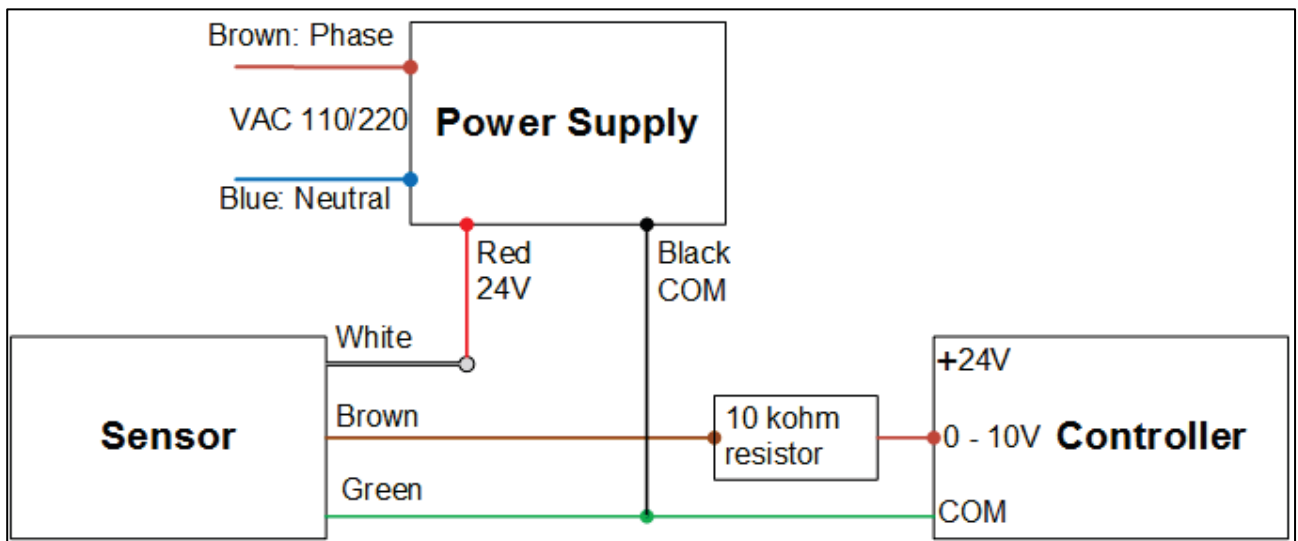 Brown: Phase
VAC 110/220
Power Supply
Blue: Neutral
Red
24V
Black
COM
White
Sensor
Brown
Green
10 kohm
resistor
+24V
0 - 10V
Controller
COM